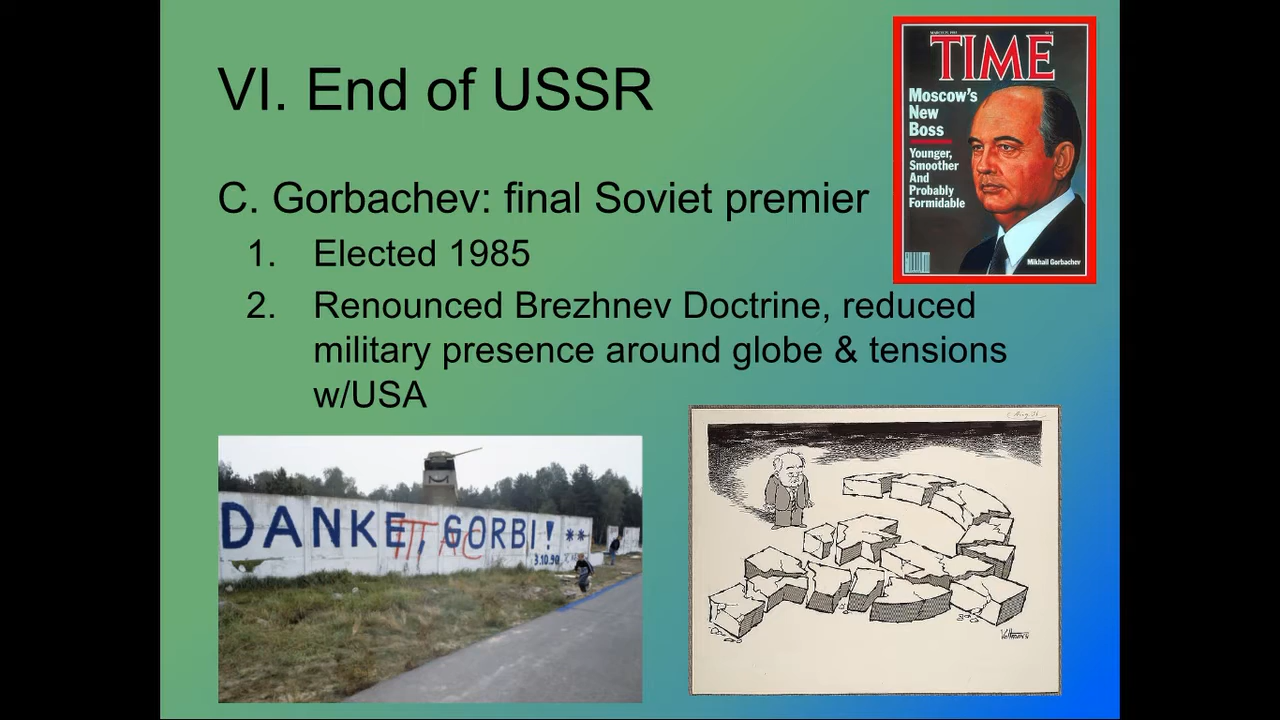 VI. End of USSR
C. Gorbachev: final Soviet premier
1. Elected 1985
2. Renounced Brezhnev Doctrine, reduced
military presence around globe & tensions
w/USA
TIME
Moscow's
New
Boss
Younger,
Smoother
And
Probably
Formidable
Mikhail Gorbachev
DANKE, GORBI! **
3.10.90